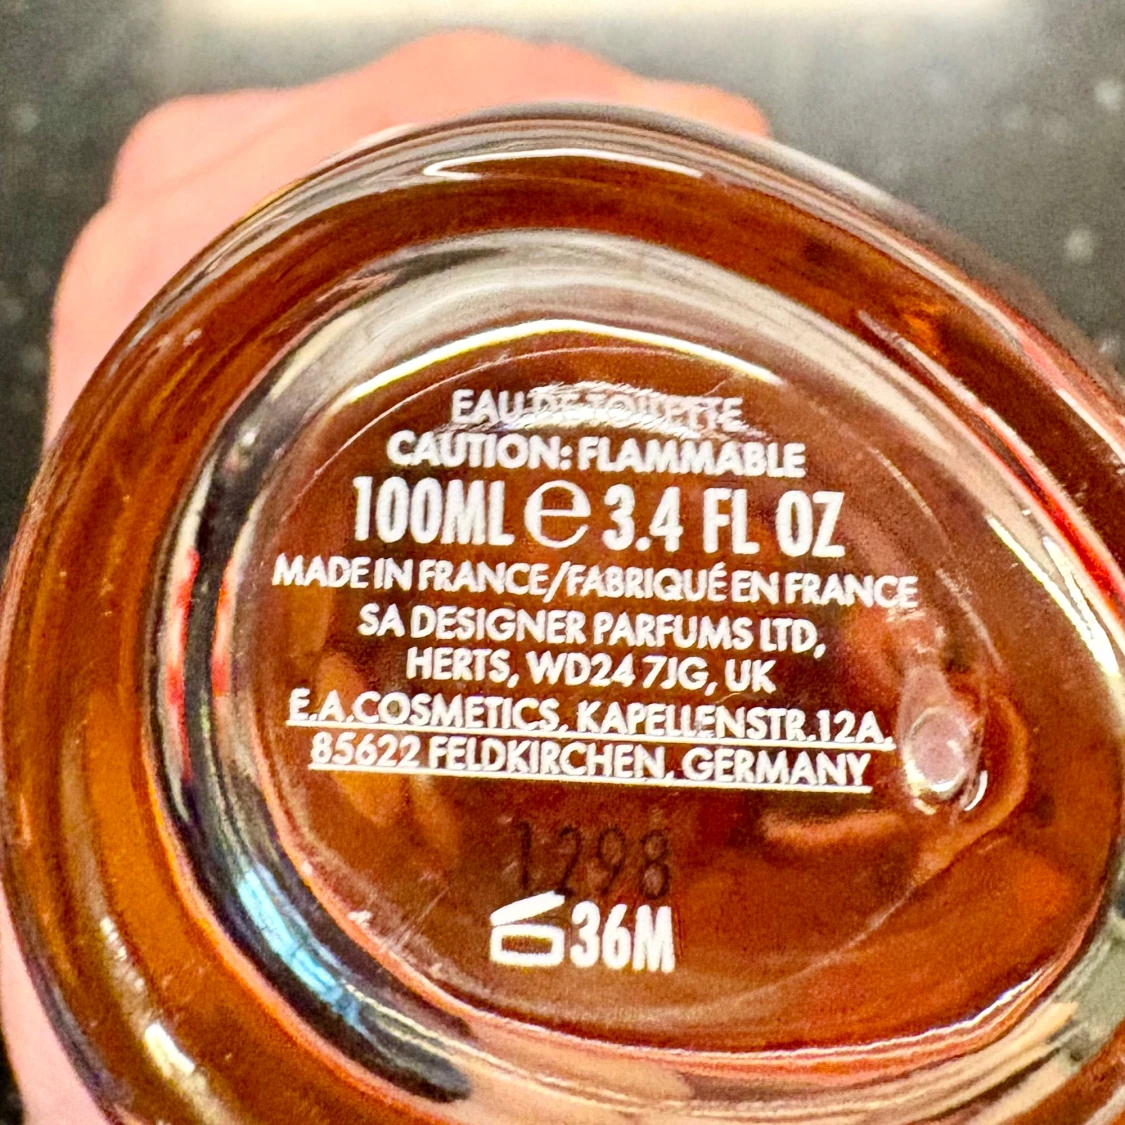 EAU DE TOILETTE
CAUTION: FLAMMABLE
100ML e 3.4 FL OZ
MADE IN FRANCE/FABRIQUÉ EN FRANCE
SA DESIGNER PARFUMS LTD,
HERTS, WD24 7JG, UK
E.A.COSMETICS, KAPELLENSTR.12A,
85622 FELDKIRCHEN, GERMANY
1298
36M